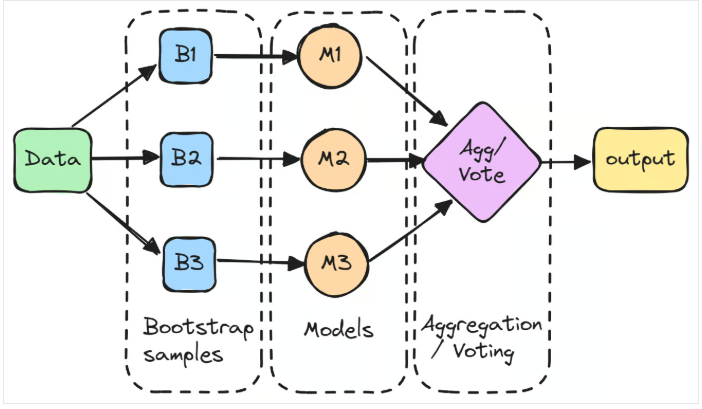 B1
M1
Data
B2
M2
Agg/
Vote
output
B3
M3
Bootstrap
samples
Models
Aggregation
/ Voting